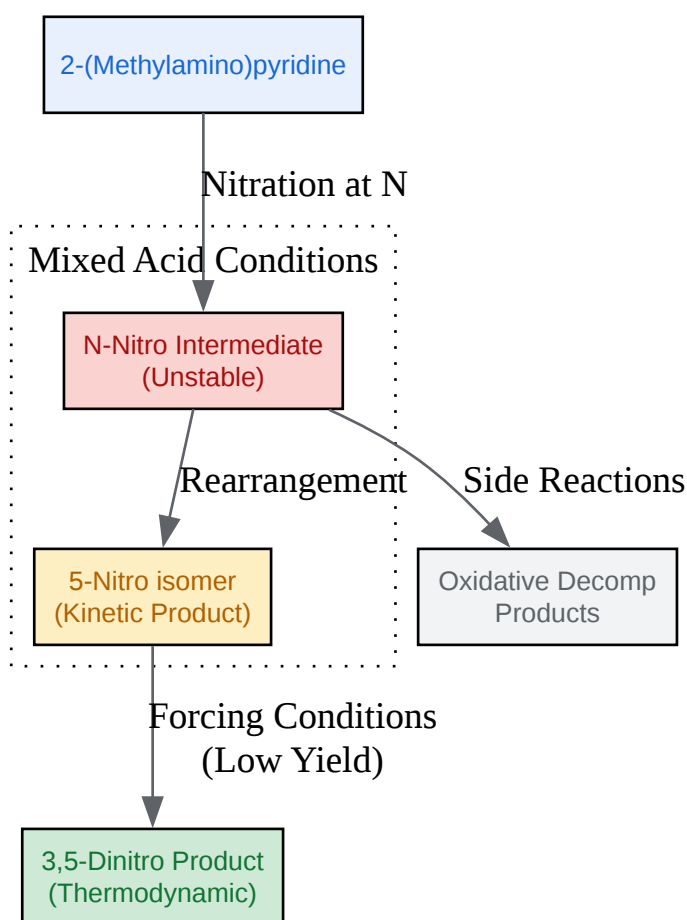 2-(Methylamino)pyridine
Nitration at N
Mixed Acid Conditions
N-Nitro Intermediate
(Unstable)
Rearrangement
Side Reactions
5-Nitro isomer
(Kinetic Product)
Oxidative Decomp
Products
Forcing Conditions
(Low Yield)
3,5-Dinitro Product
(Thermodynamic)